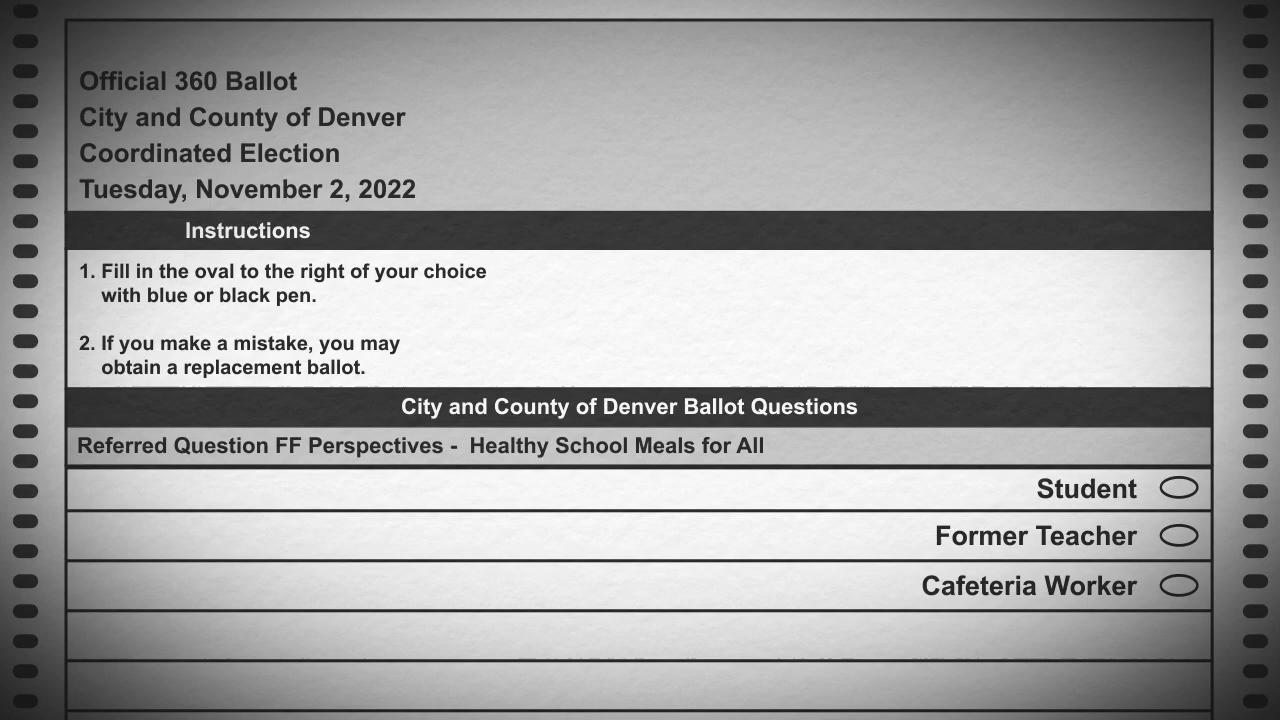 Official 360 Ballot
City and County of Denver
Coordinated Election
Tuesday, November 2, 2022
Instructions
1. Fill in the oval to the right of your choice
with blue or black pen.
2. If you make a mistake, you may
obtain a replacement ballot.
City and County of Denver Ballot Questions
Referred Question FF Perspectives -  Healthy School Meals for All
Student
Former Teacher
Cafeteria Worker